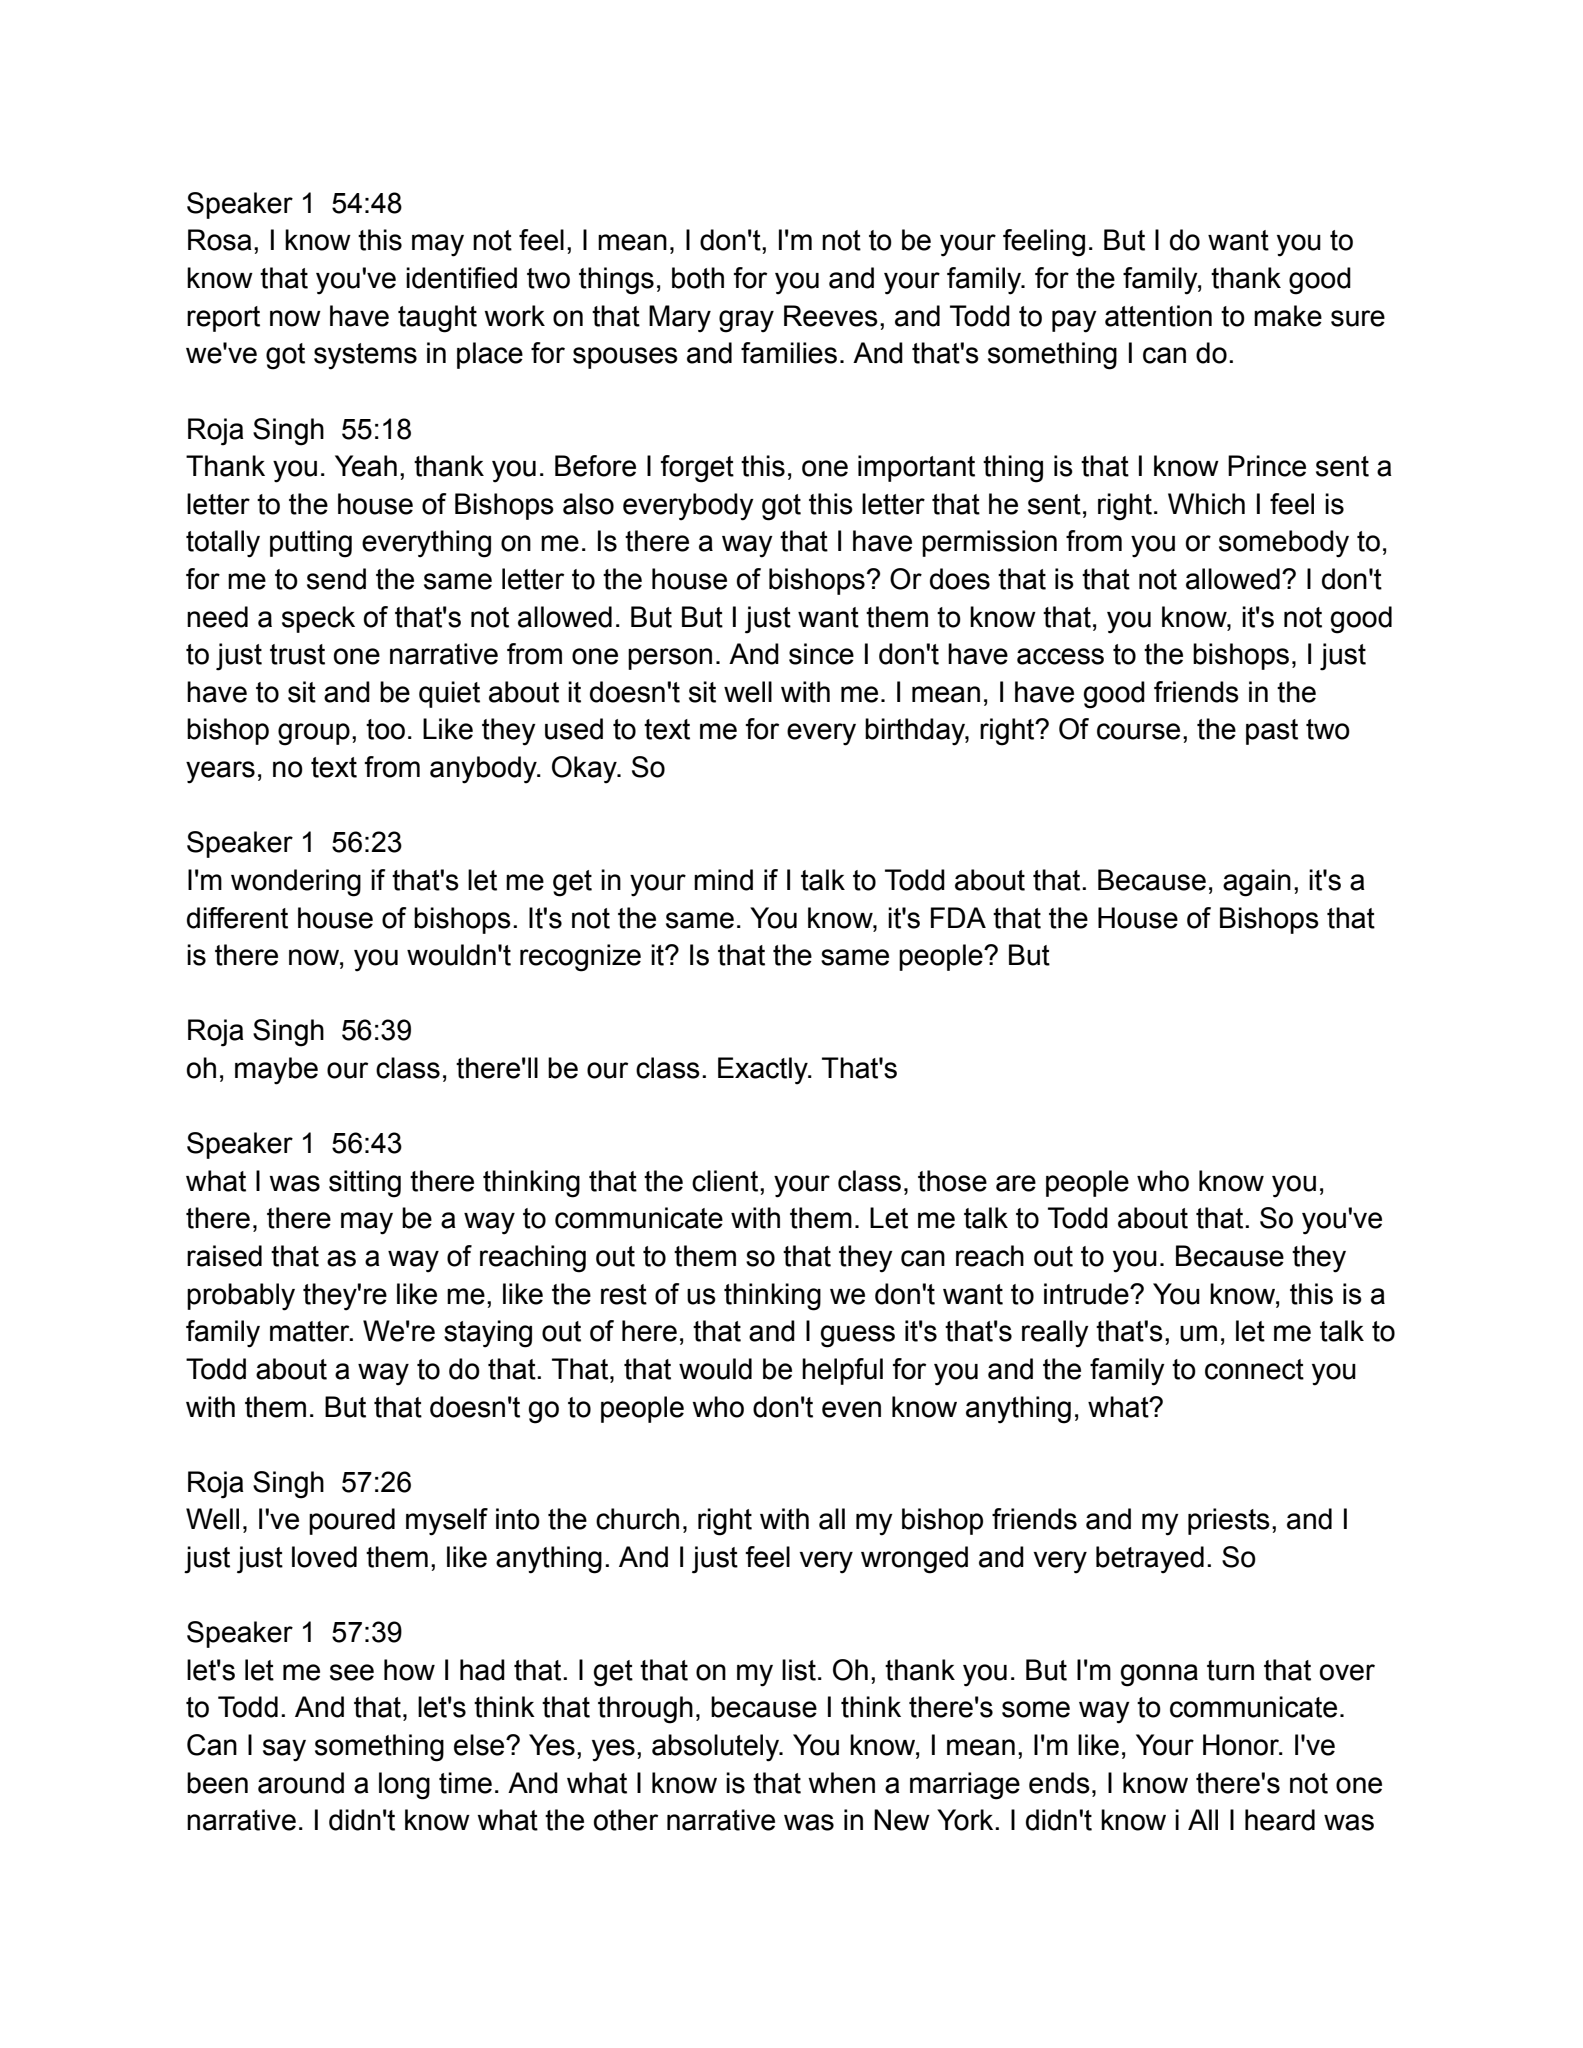 Speaker 1  54:48
Rosa, I know this may not feel, I mean, I don't, I'm not to be your feeling. But I do want you to
know that you've identified two things, both for you and your family. for the family, thank good
report now have taught work on that Mary gray Reeves, and Todd to pay attention to make sure
we've got systems in place for spouses and families. And that's something I can do.

Roja Singh  55:18
Thank you. Yeah, thank you. Before I forget this, one important thing is that I know Prince sent a
letter to the house of Bishops also everybody got this letter that he sent, right. Which I feel is
totally putting everything on me. Is there a way that I have permission from you or somebody to,
for me to send the same letter to the house of bishops? Or does that is that not allowed? I don't
need a speck of that's not allowed. But But I just want them to know that, you know, it's not good
to just trust one narrative from one person. And since I don't have access to the bishops, I just
have to sit and be quiet about it doesn't sit well with me. I mean, I have good friends in the
bishop group, too. Like they used to text me for every birthday, right? Of course, the past two
years, no text from anybody. Okay. So

Speaker 1  56:23
I'm wondering if that's let me get in your mind if I talk to Todd about that. Because, again, it's a
different house of bishops. It's not the same. You know, it's FDA that the House of Bishops that
is there now, you wouldn't recognize it? Is that the same people? But

Roja Singh  56:39
oh, maybe our class, there'll be our class. Exactly. That's

Speaker 1  56:43
what I was sitting there thinking that the client, your class, those are people who know you,
there, there may be a way to communicate with them. Let me talk to Todd about that. So you've
raised that as a way of reaching out to them so that they can reach out to you. Because they
probably they're like me, like the rest of us thinking we don't want to intrude? You know, this is a
family matter. We're staying out of here, that and I guess it's that's really that's, um, let me talk to
Todd about a way to do that. That, that would be helpful for you and the family to connect you
with them. But that doesn't go to people who don't even know anything, what?

Roja Singh  57:26
Well, I've poured myself into the church, right with all my bishop friends and my priests, and I
just just loved them, like anything. And I just feel very wronged and very betrayed. So

Speaker 1  57:39
let's let me see how I had that. I get that on my list. Oh, thank you. But I'm gonna turn that over
to Todd. And that, let's think that through, because I think there's some way to communicate.
Can I say something else? Yes, yes, absolutely. You know, I mean, I'm like, Your Honor. I've
been around a long time. And what I know is that when a marriage ends, I know there's not one
narrative. I didn't know what the other narrative was in New York. I didn't know i All I heard was